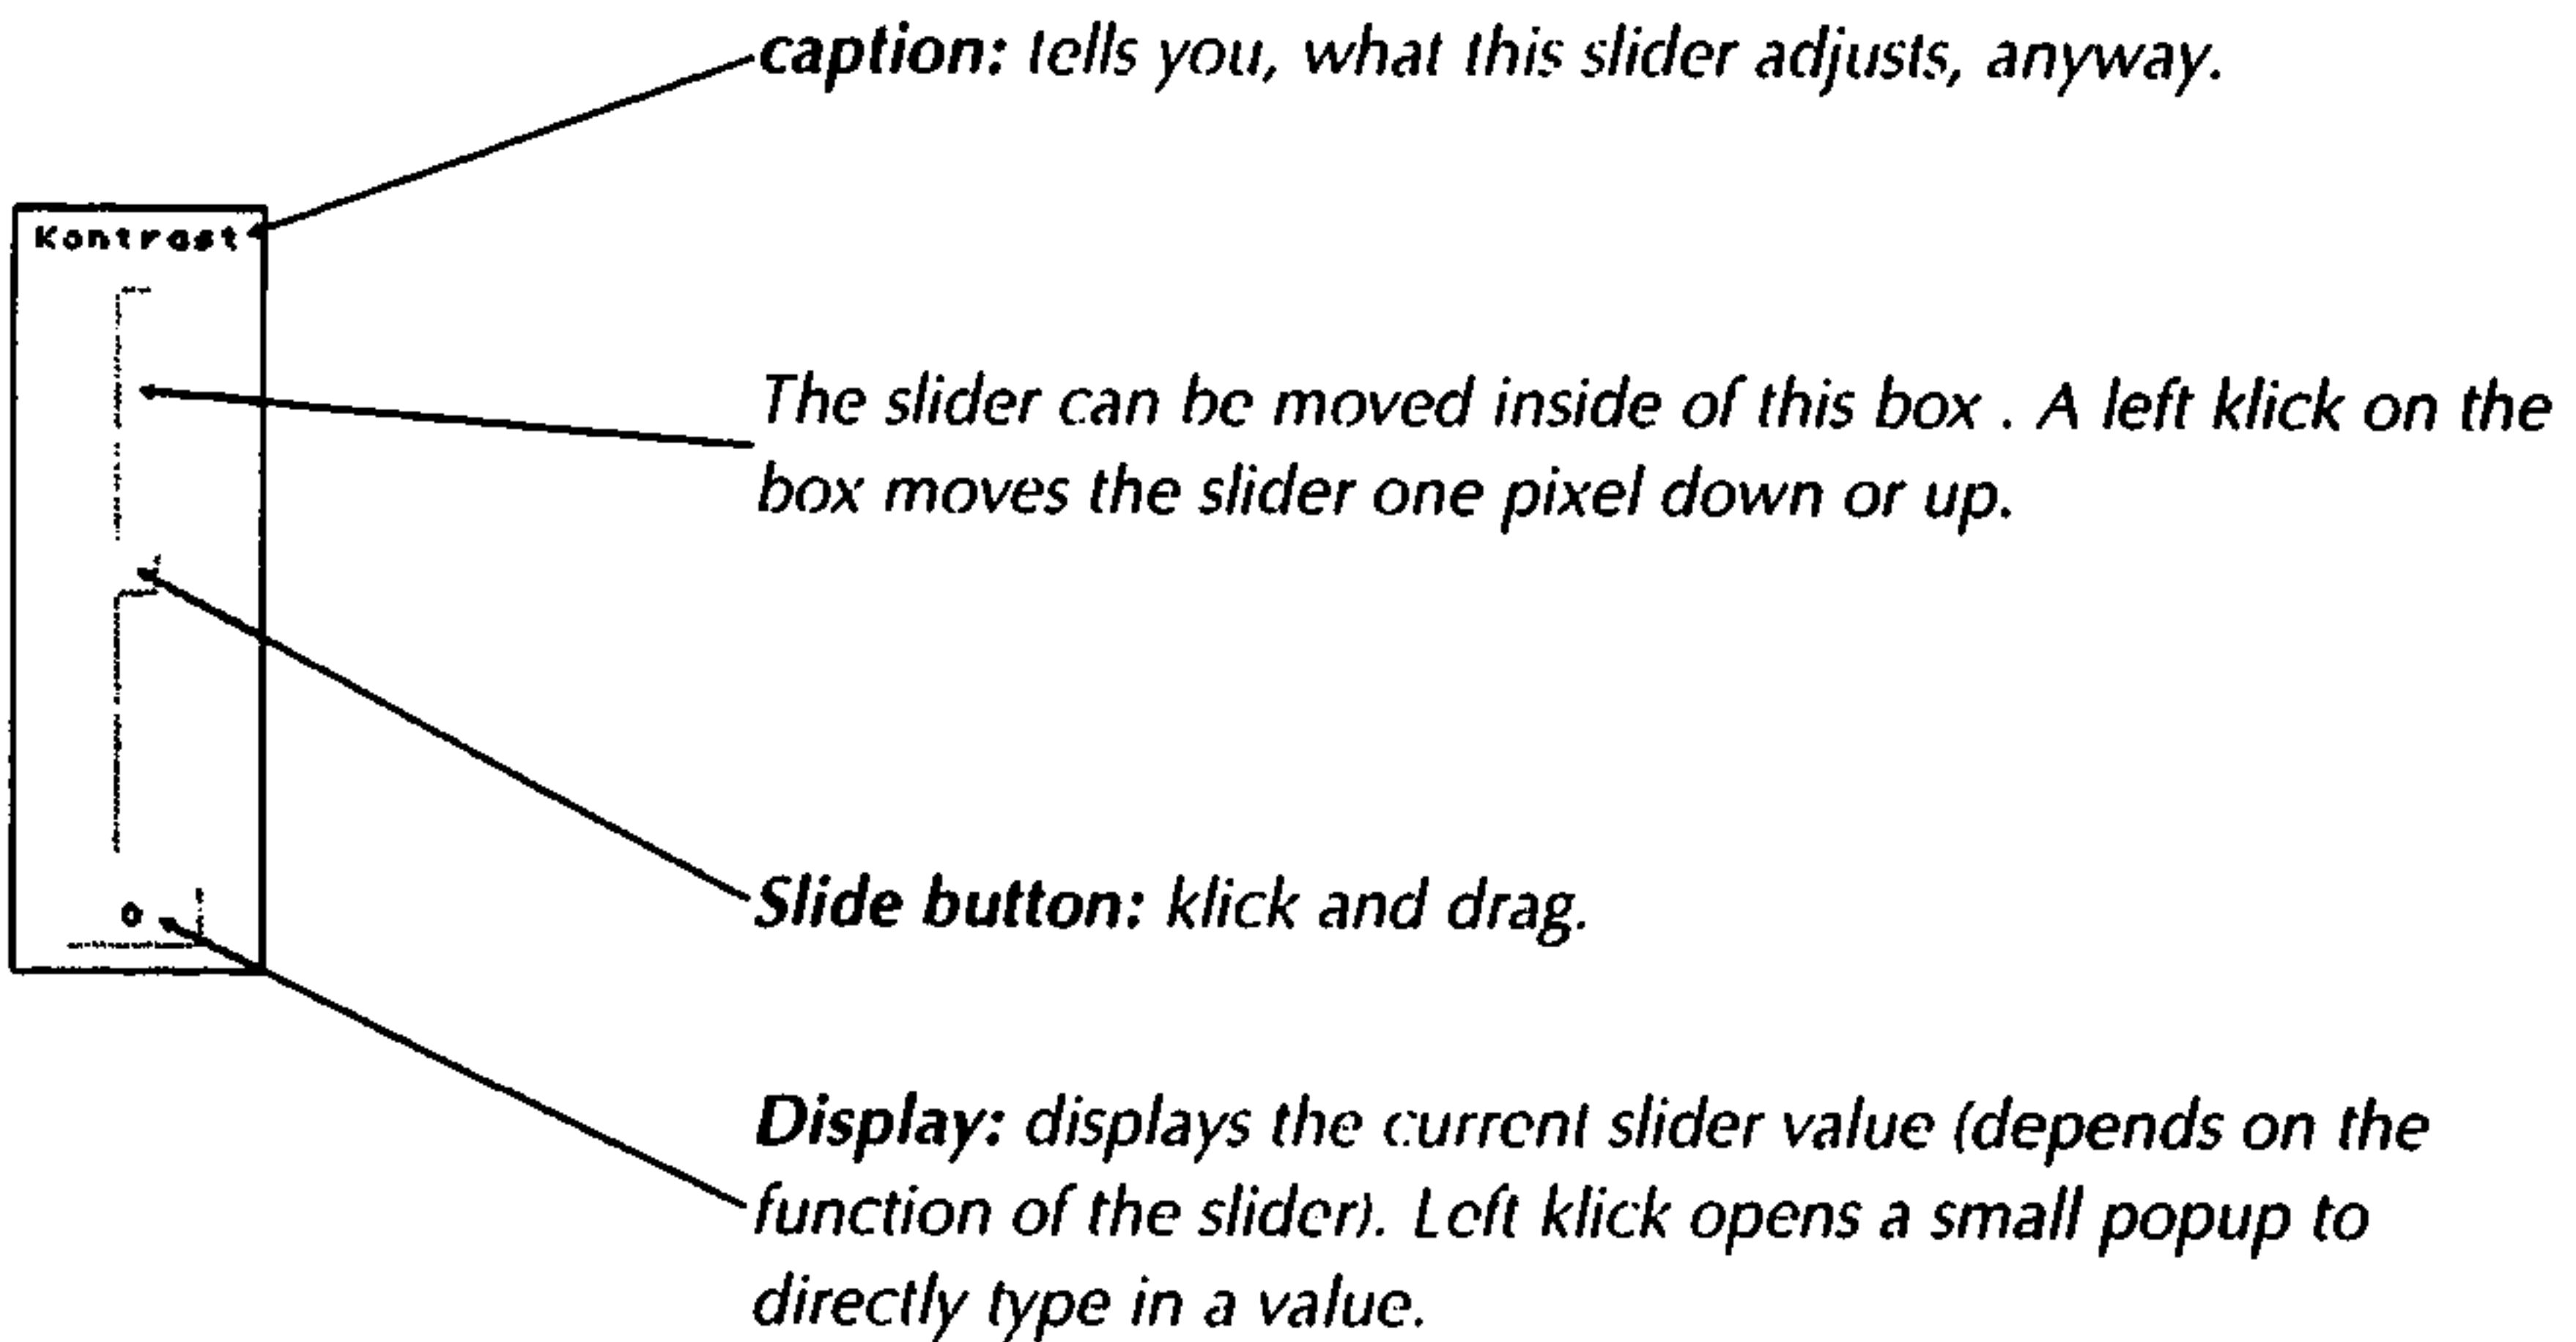 caption: tells you, what this slider adjusts, anyway.
Kontrast
The slider can be moved inside of this box . A left klick on the
box moves the slider one pixel down or up.
Slide button: klick and drag.
0
Display: displays the current slider value (depends on the
function of the slider). Left klick opens a small popup to
directly type in a value.